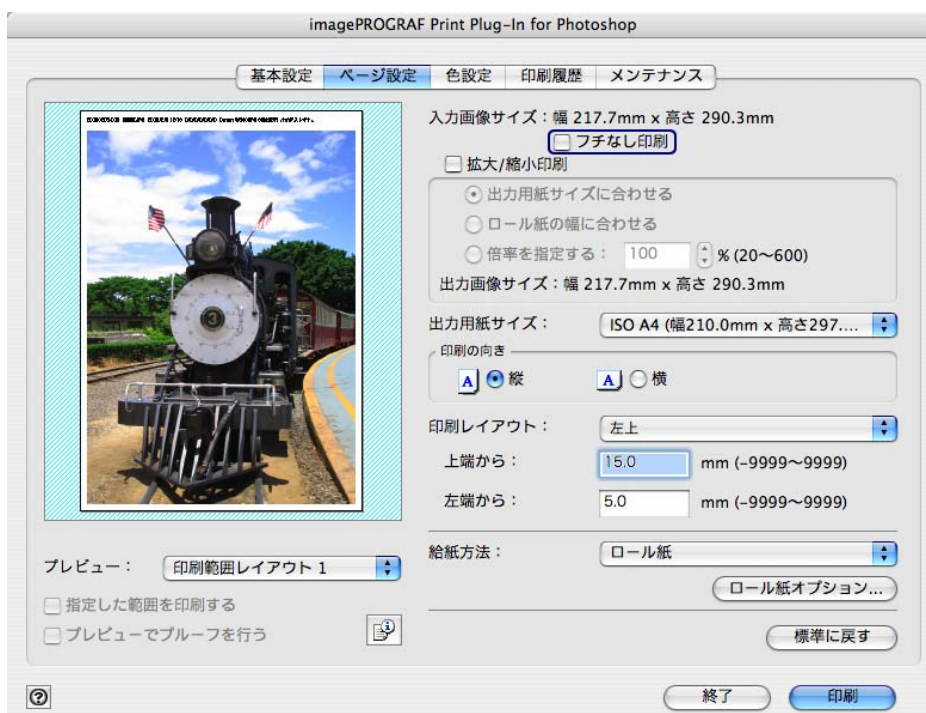 imagePROGRAF Print Plug-In for Photoshop
基本設定 ページ設定 色設定 印刷履歴 メンテナンス
入力画像サイズ：幅 217.7mm x 高さ 290.3mm
フチなし印刷
拡大/縮小印刷
出力用紙サイズに合わせる
ロール紙の幅に合わせる
倍率を指定する： 100 % (20～600)
出力画像サイズ：幅 217.7mm x 高さ 290.3mm
出力用紙サイズ： ISO A4 (幅210.0mm x 高さ297....
印刷の向き
A 縦 A 横
印刷レイアウト： 左上
上端から： 15.0 mm (-9999～9999)
左端から： 5.0 mm (-9999～9999)
給紙方法： ロール紙
ロール紙オプション...
標準に戻す
3
プレビュー： 印刷範囲レイアウト 1
指定した範囲を印刷する
プレビューでプルーフを行う
? 終了 印刷